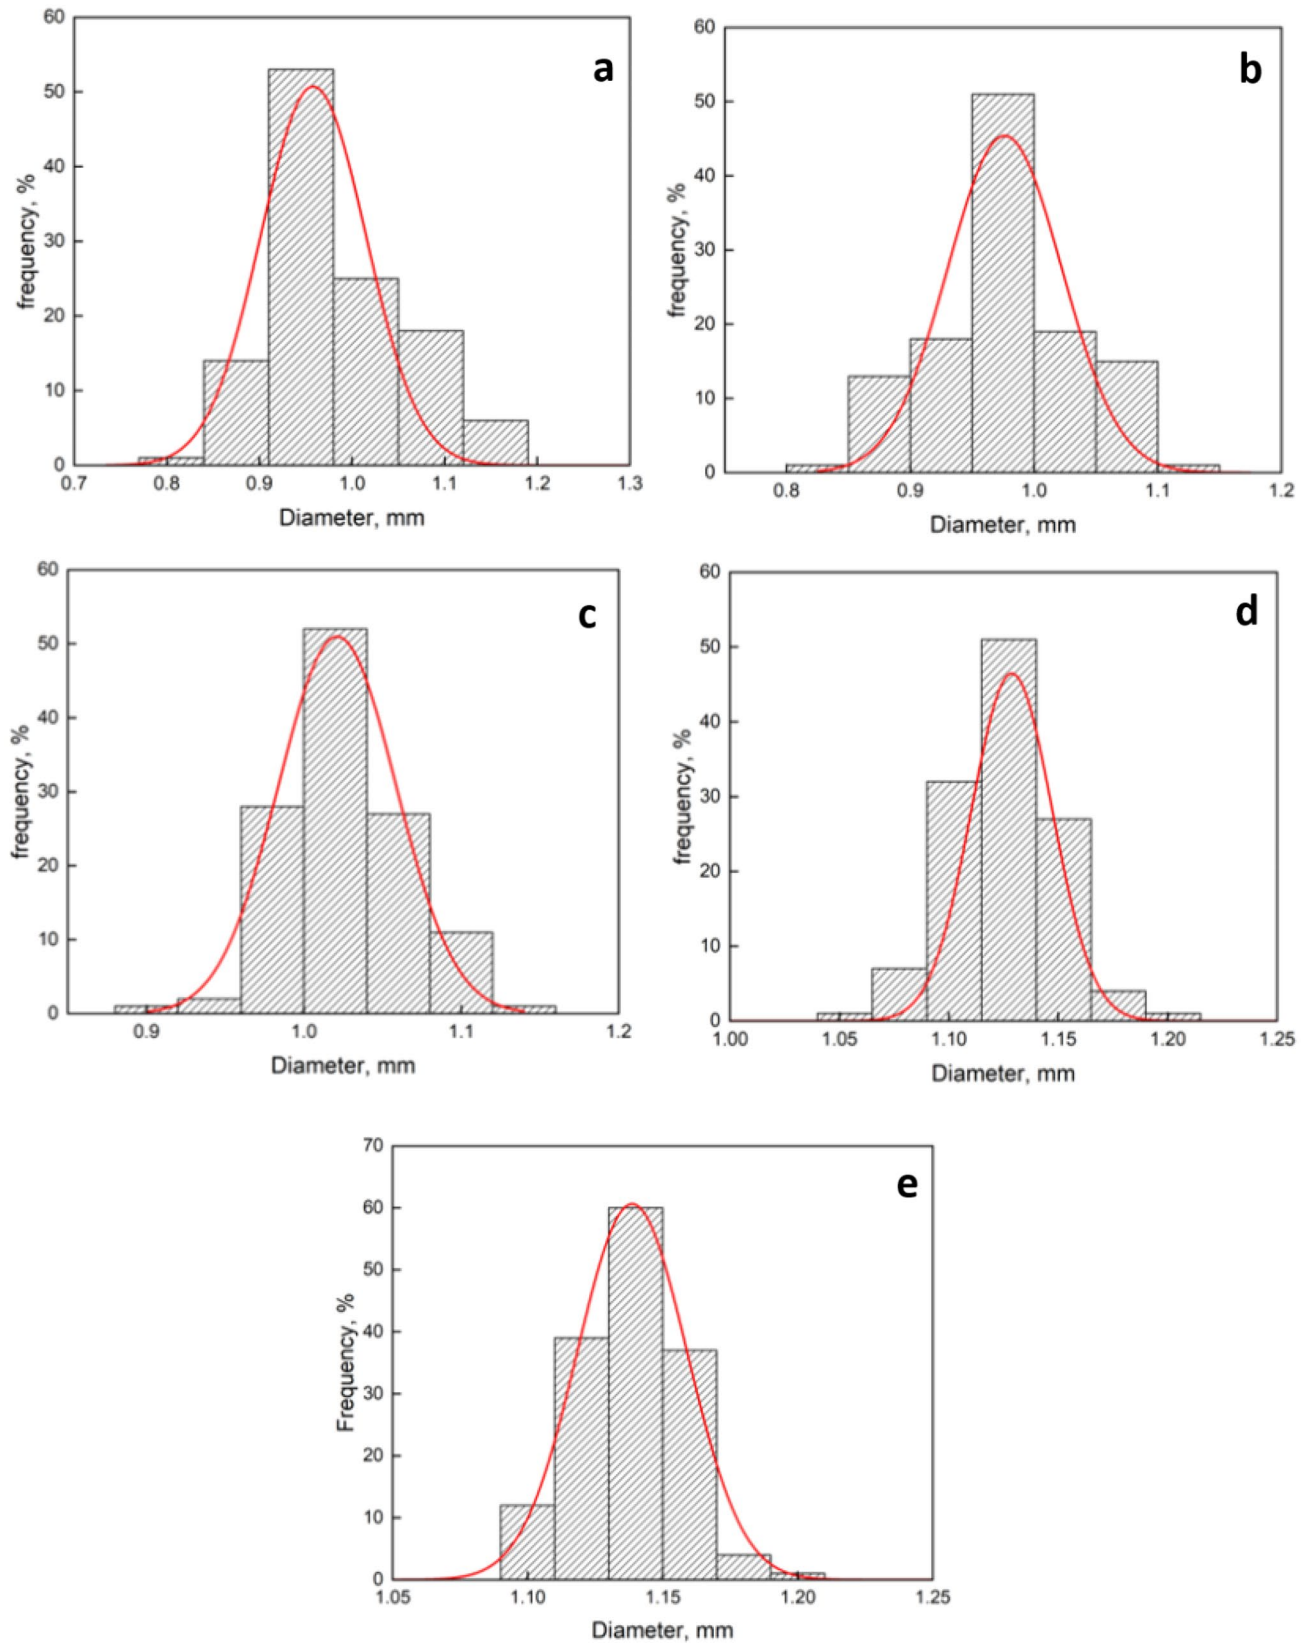 60
50
40
30
20
10
0
frequency, %
a
0.7 0.8 0.9 1.0 1.1 1.2 1.3
Diameter, mm
60
50
40
30
20
10
0
frequency, %
b
0.8 0.9 1.0 1.1 1.2
Diameter, mm
60
50
40
30
20
10
0
frequency, %
c
0.9 1.0 1.1 1.2
Diameter, mm
60
50
40
30
20
10
0
frequency, %
d
1.00 1.05 1.10 1.15 1.20 1.25
Diameter, mm
70
60
50
40
30
20
10
0
Frequency, %
e
1.05 1.10 1.15 1.20 1.25
Diameter, mm